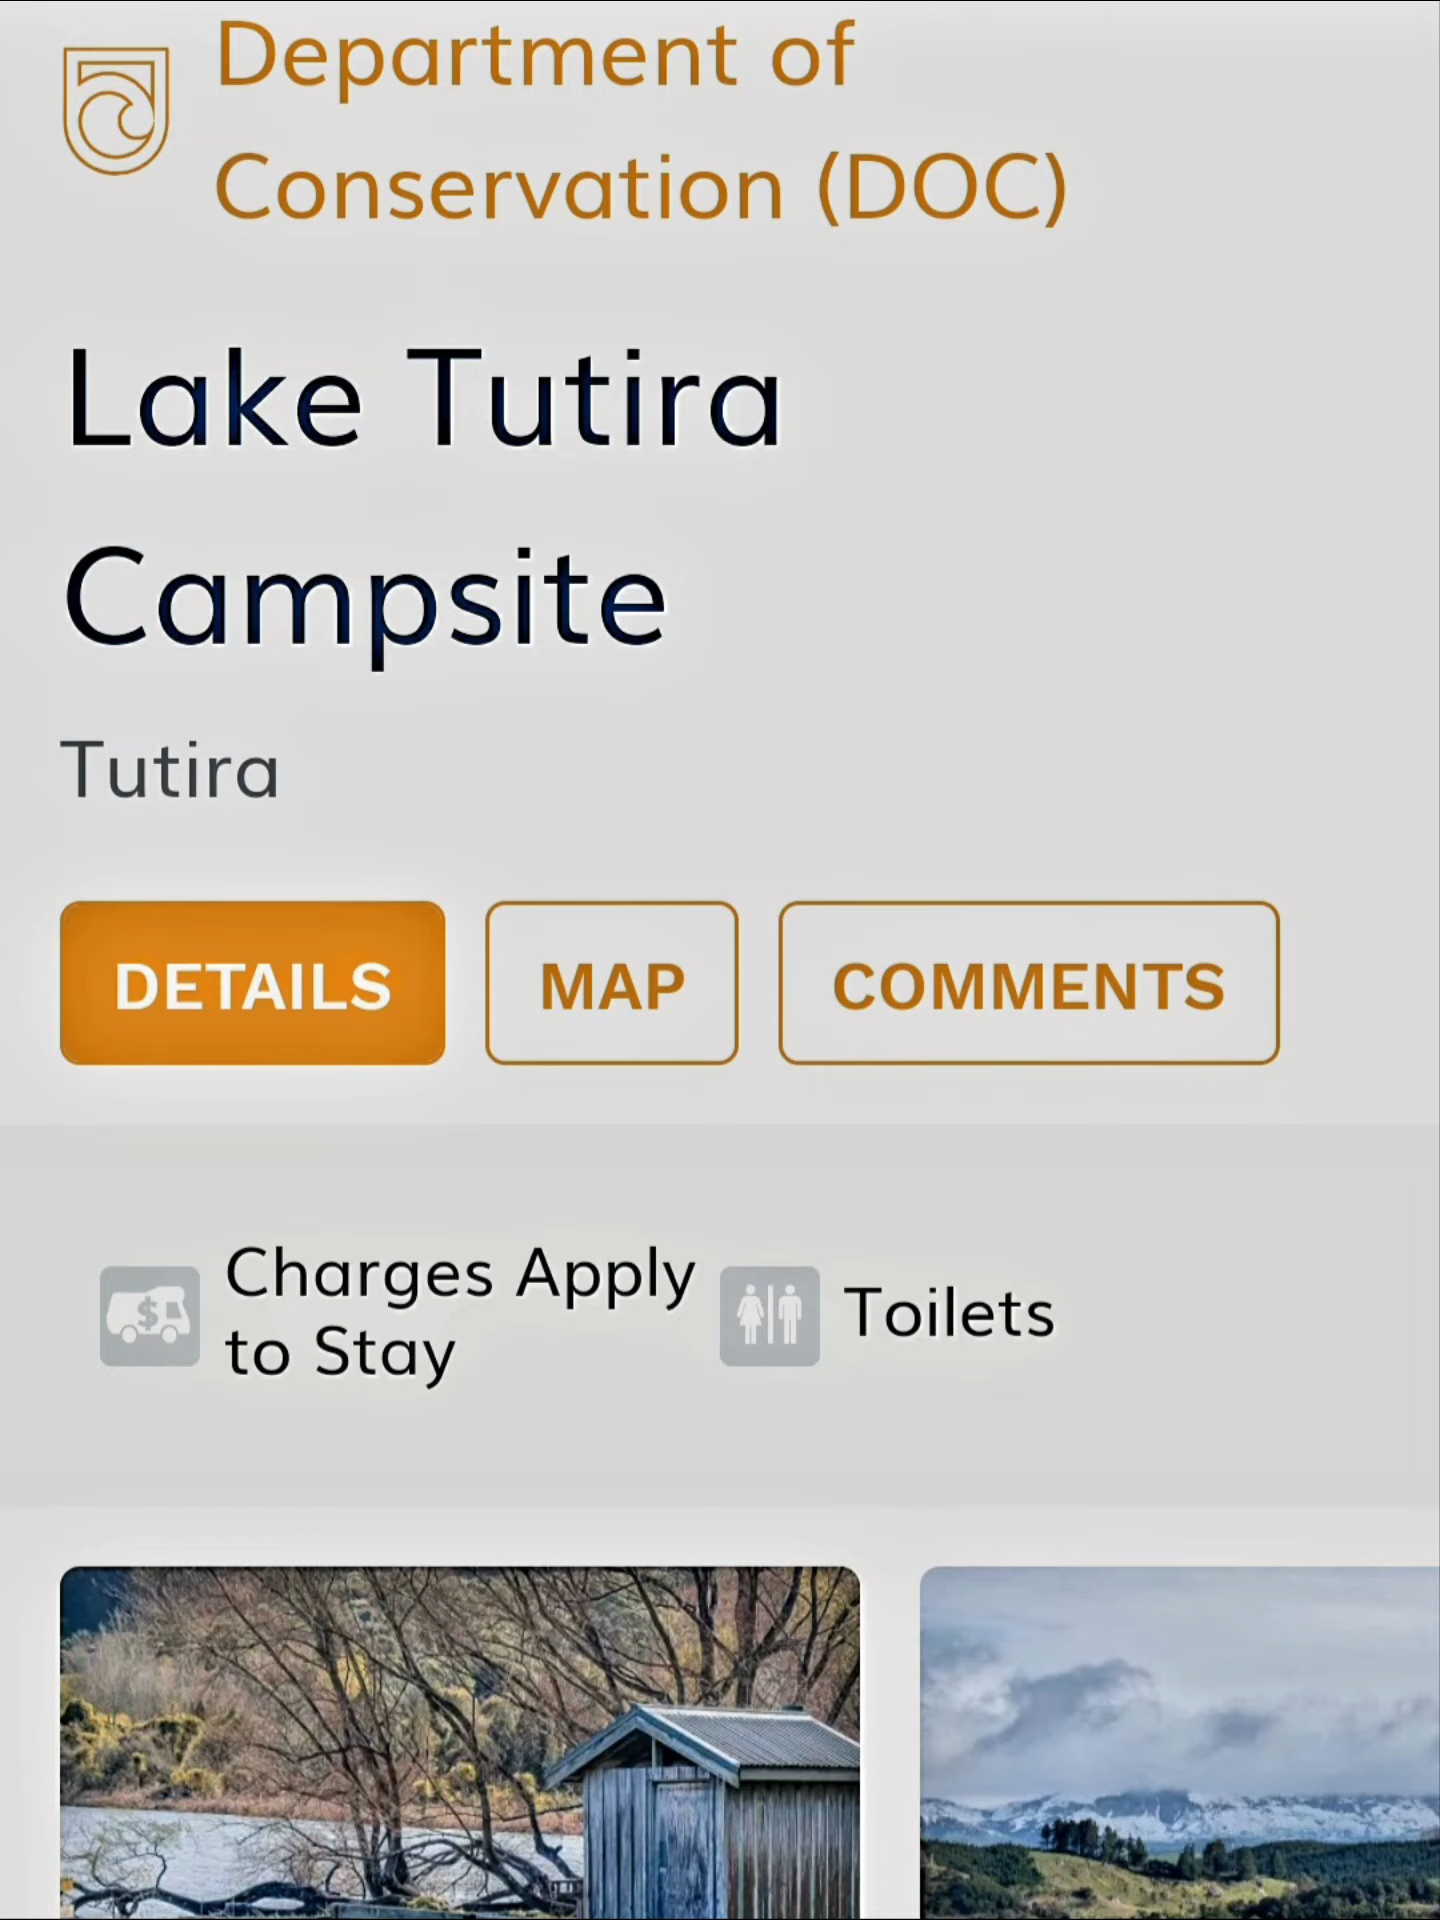 Department of
Conservation (DOC)
Lake Tutira
Campsite
Tutira
DETAILS
MAP
COMMENTS
Charges Apply
to Stay
Toilets